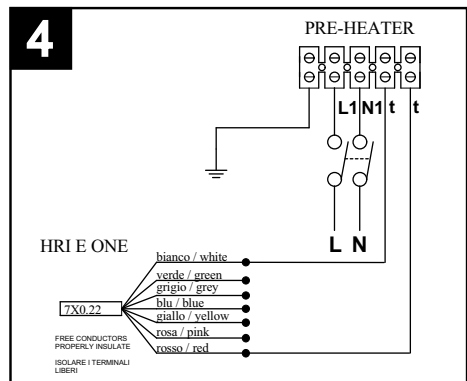 4
PRE-HEATER
L1 N1 t t
L N
HRI E ONE
bianco / white
verde / green
grigio / grey
blu / blue
giallo / yellow
rosa / pink
rosso / red
7X0.22
FREE CONDUCTORS
PROPERLY INSULATE
ISOLARE I TERMINALI
LIBERI